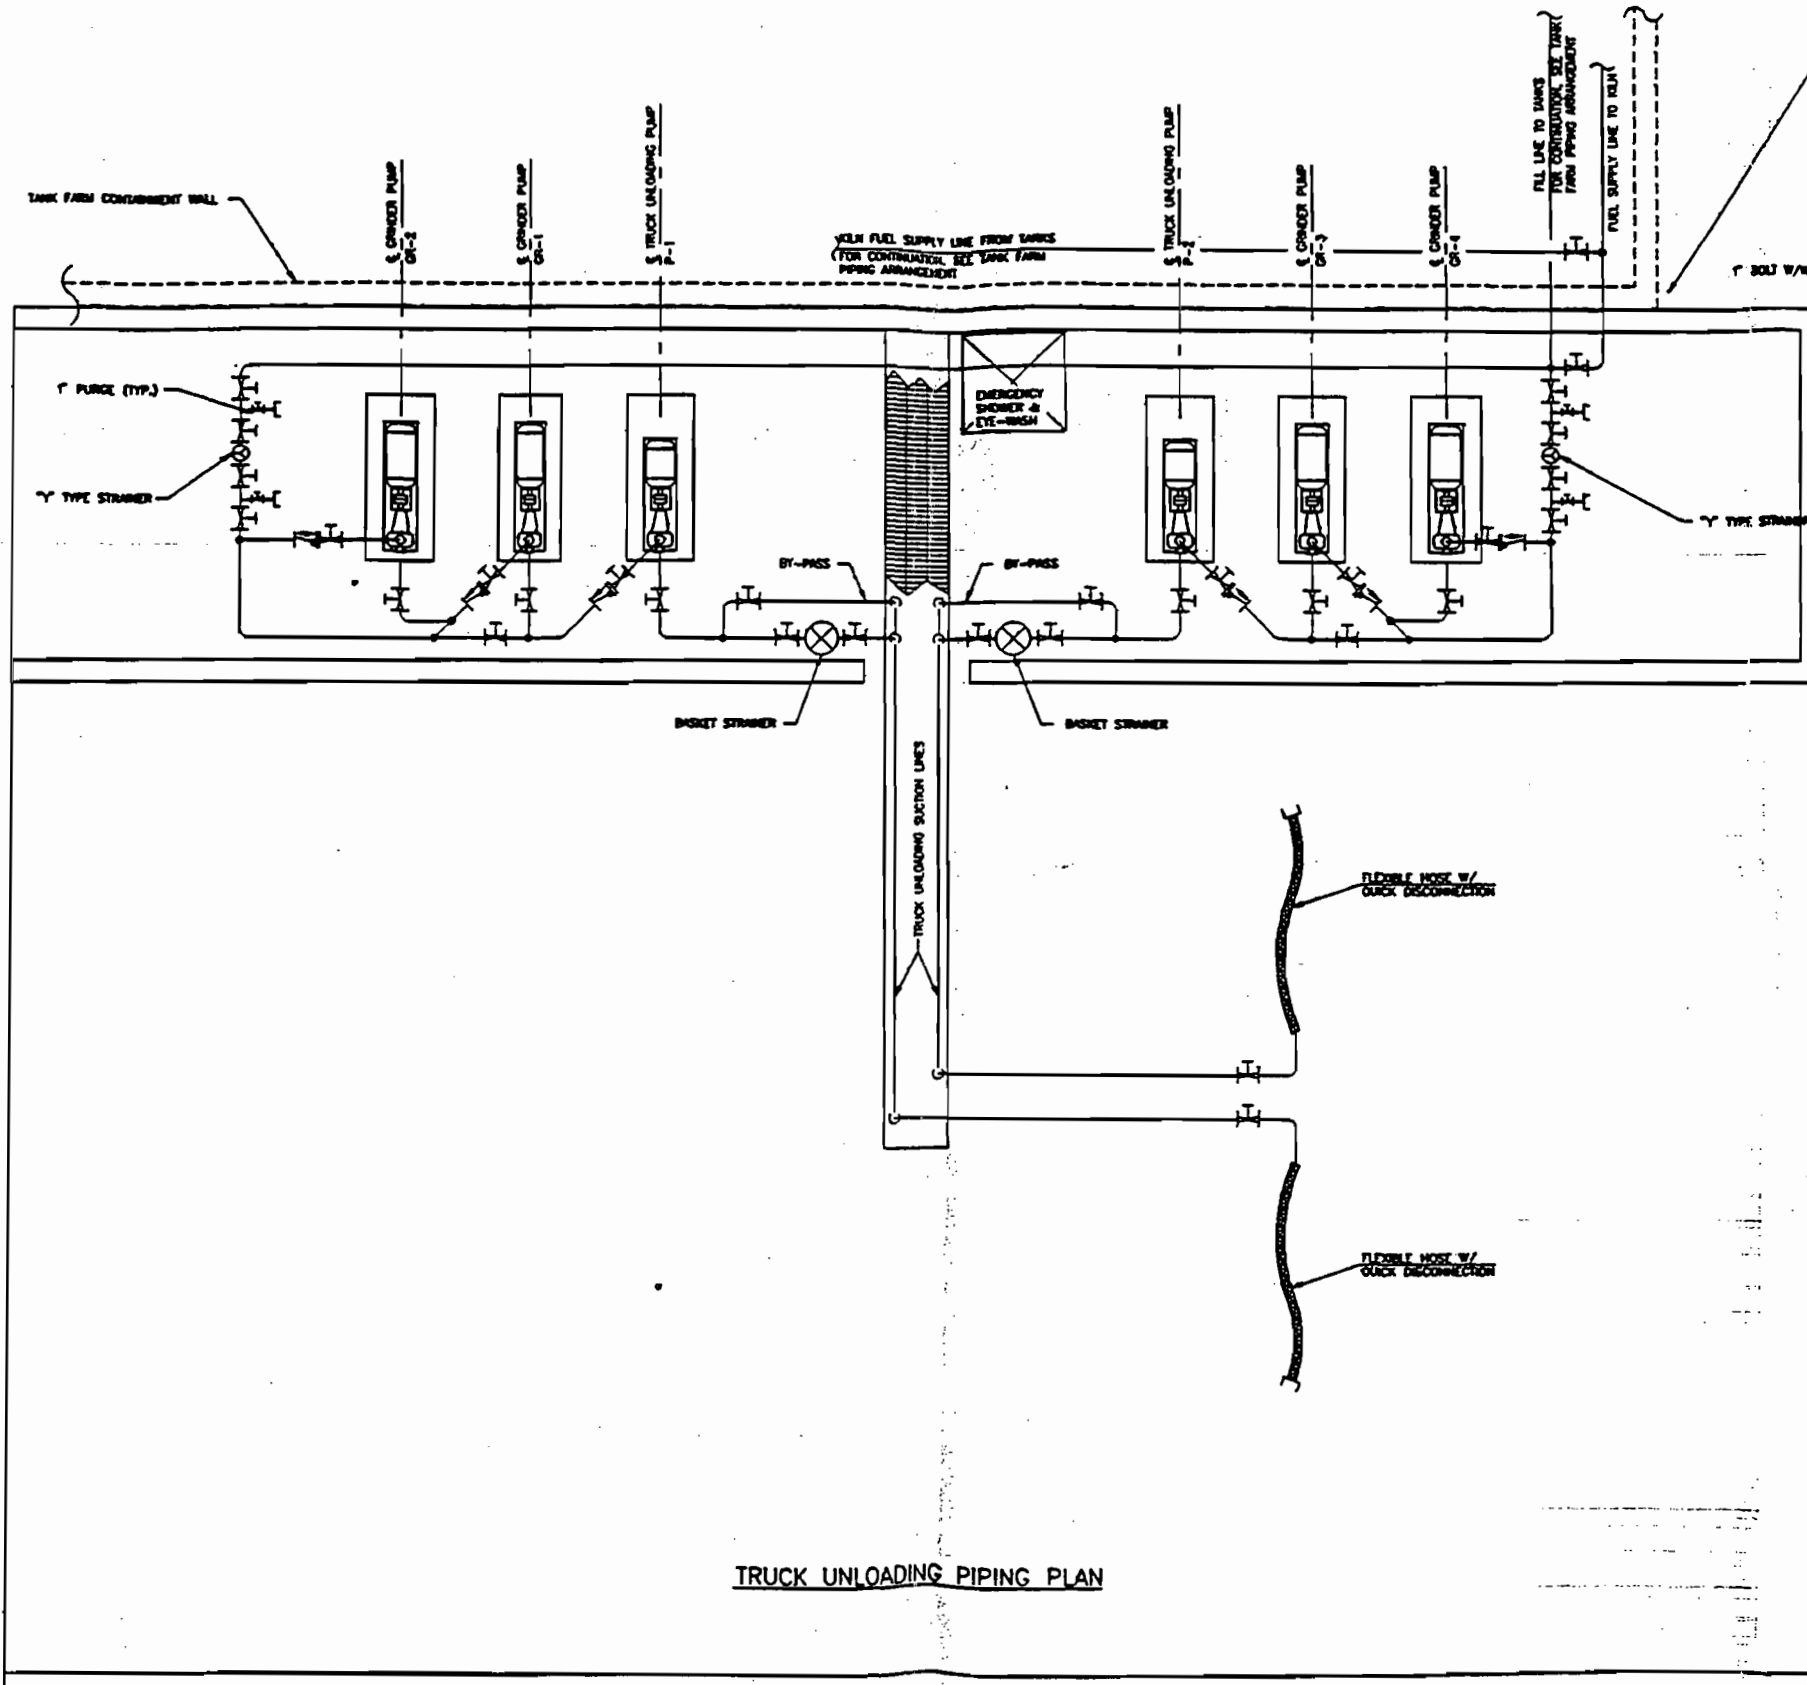 TANK FARM CONTAINMENT WALL
℄ GRINDER PUMP
GR-2
℄ GRINDER PUMP
GR-1
℄ TRUCK UNLOADING PUMP
P-1
KILN FUEL SUPPLY LINE FROM TANKS
FOR CONTINUATION, SEE TANK FARM
PIPING ARRANGEMENT
℄ TRUCK UNLOADING PUMP
P-2
℄ GRINDER PUMP
GR-3
℄ GRINDER PUMP
GR-4
FILL LINE TO TANKS
FOR CONTINUATION, SEE TANK
FARM PIPING ARRANGEMENT
FUEL SUPPLY LINE TO KILN
1" BOLT W/W
1" PURGE (TYP.)
"Y" TYPE STRAINER
EMERGENCY
SHOWER &
EYE-WASH
"Y" TYPE STRAINER
BY-PASS
BY-PASS
BASKET STRAINER
BASKET STRAINER
TRUCK UNLOADING SUCTION LINES
FLEXIBLE HOSE W/
QUICK DISCONNECTION
FLEXIBLE HOSE W/
QUICK DISCONNECTION
TRUCK UNLOADING PIPING PLAN